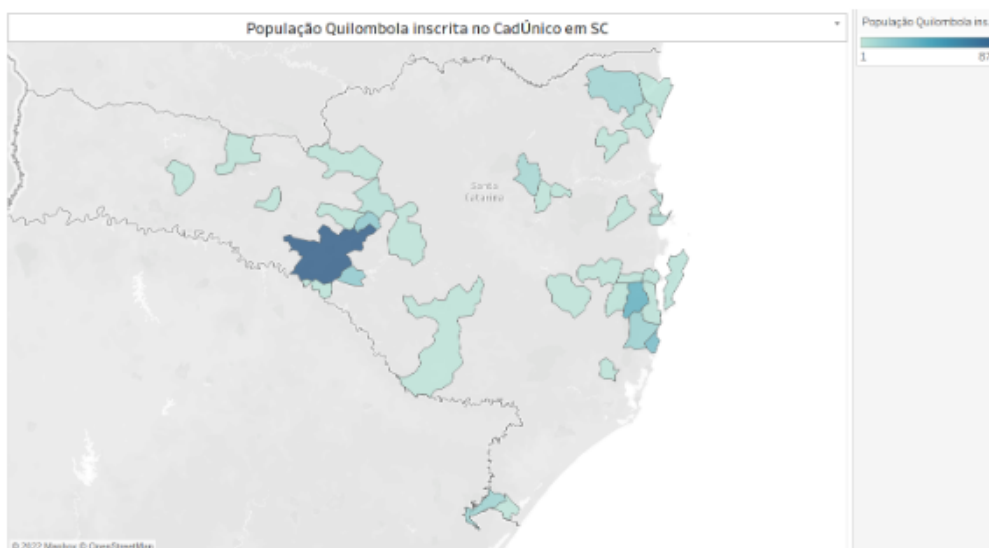 População Quilombola inscrita no CadÚnico em SC
População Quilombola ins
1
87
Santa
Catarina
© 2022 Mapbox © OpenStreetMap